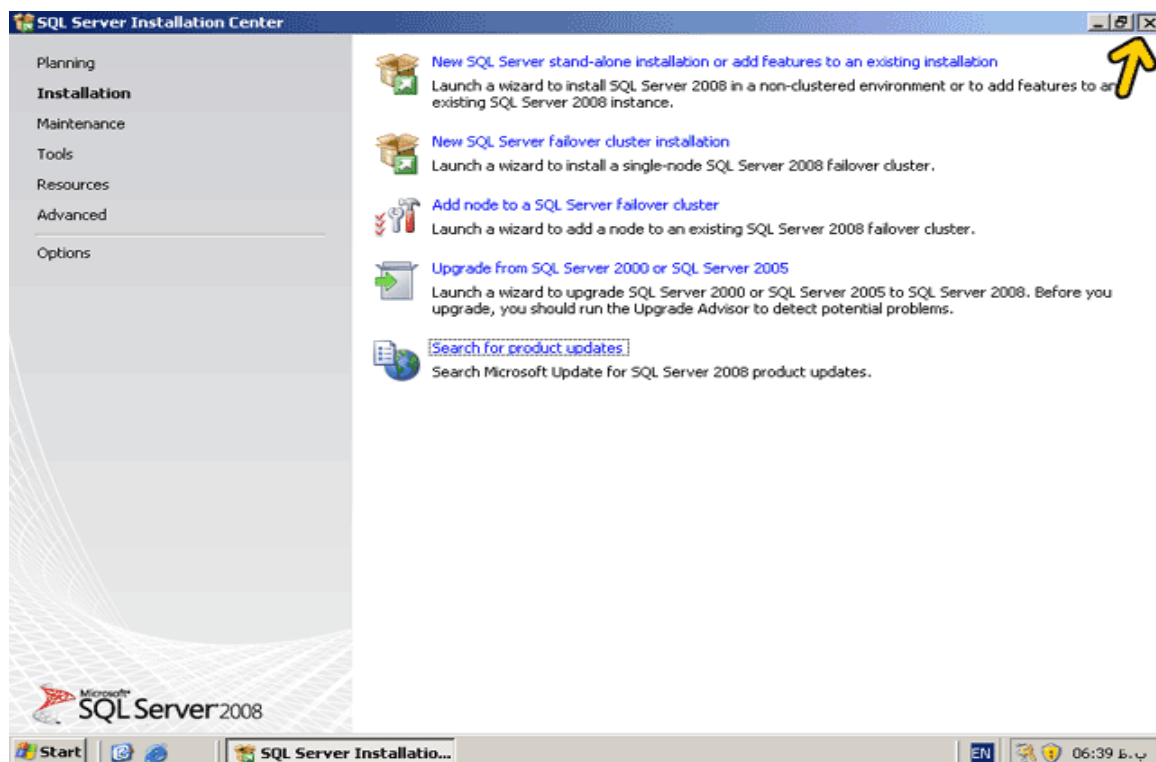 SQL Server Installation Center
Planning
Installation
Maintenance
Tools
Resources
Advanced
Options
New SQL Server stand-alone installation or add features to an existing installation
Launch a wizard to install SQL Server 2008 in a non-clustered environment or to add features to an
existing SQL Server 2008 instance.
New SQL Server failover cluster installation
Launch a wizard to install a single-node SQL Server 2008 failover cluster.
Add node to a SQL Server failover cluster
Launch a wizard to add a node to an existing SQL Server 2008 failover cluster.
Upgrade from SQL Server 2000 or SQL Server 2005
Launch a wizard to upgrade SQL Server 2000 or SQL Server 2005 to SQL Server 2008. Before you
upgrade, you should run the Upgrade Advisor to detect potential problems.
Search for product updates
Search Microsoft Update for SQL Server 2008 product updates.
Microsoft
SQL Server 2008
Start
SQL Server Installatio...
EN
06:39 ب.ظ